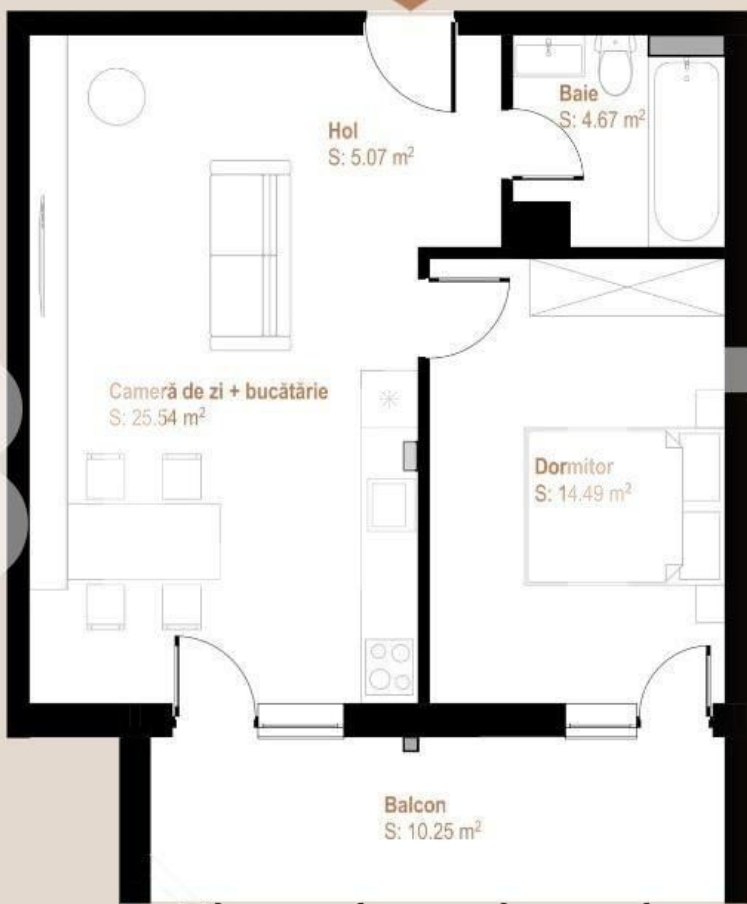 Baie
S: 4.67 m²
Hol
S: 5.07 m²
Cameră de zi + bucătărie
S: 25.54 m²
Dormitor
S: 14.49 m²
Balcon
S: 10.25 m²